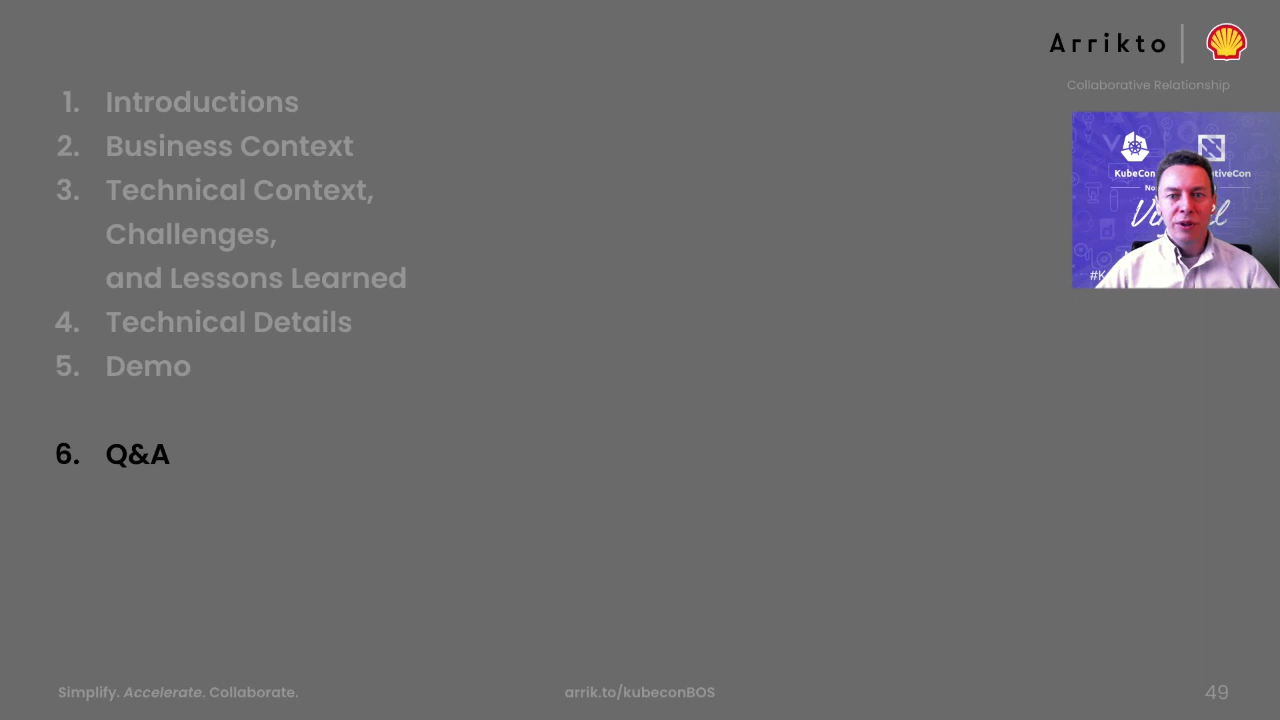 Arrikto
Collaborative Relationship
1. Introductions
2. Business Context
3. Technical Context,
Challenges,
and Lessons Learned
4. Technical Details
5. Demo
6. Q&A
KubeCon
Simplify. Accelerate. Collaborate.
arrik.to/kubeconBOS
49